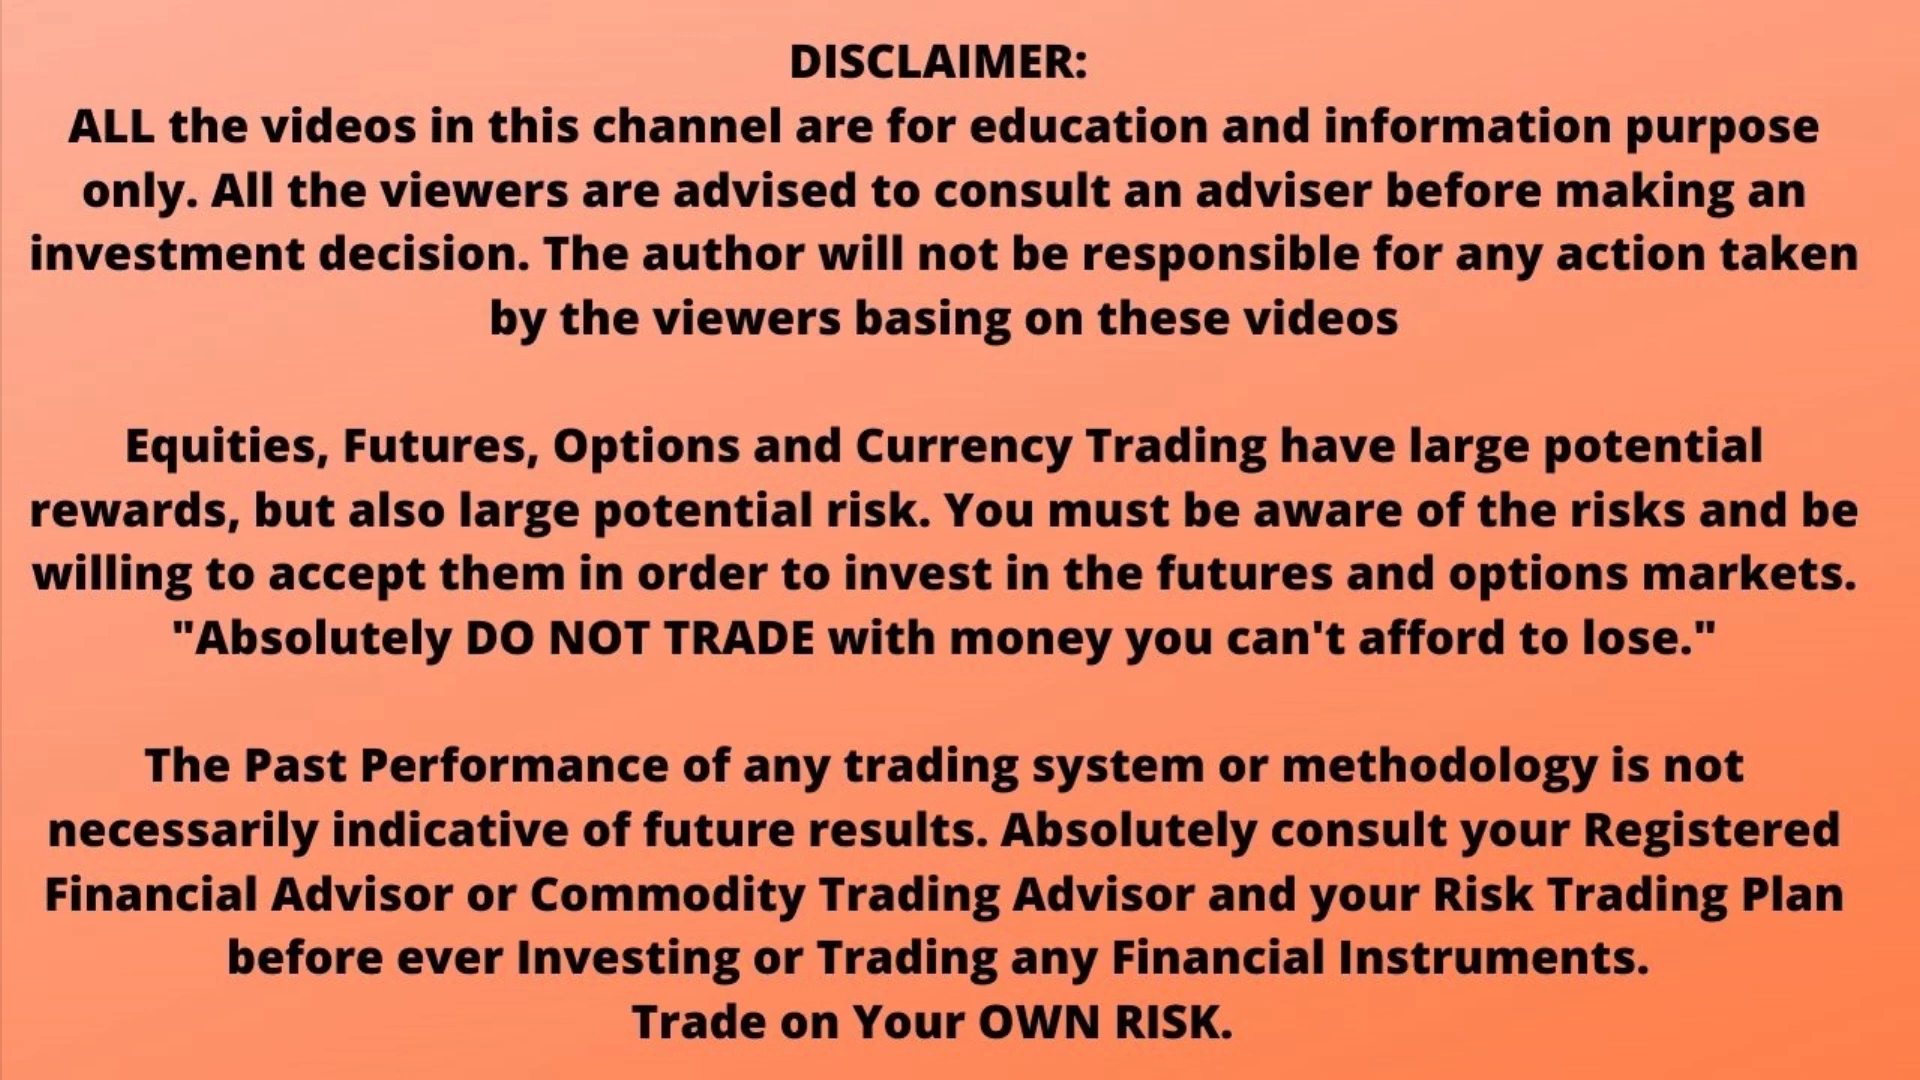 DISCLAIMER:
ALL the videos in this channel are for education and information purpose
only. All the viewers are advised to consult an adviser before making an
investment decision. The author will not be responsible for any action taken
by the viewers basing on these videos
Equities, Futures, Options and Currency Trading have large potential
rewards, but also large potential risk. You must be aware of the risks and be
willing to accept them in order to invest in the futures and options markets.
"Absolutely DO NOT TRADE with money you can't afford to lose."
The Past Performance of any trading system or methodology is not
necessarily indicative of future results. Absolutely consult your Registered
Financial Advisor or Commodity Trading Advisor and your Risk Trading Plan
before ever Investing or Trading any Financial Instruments.
Trade on Your OWN RISK.